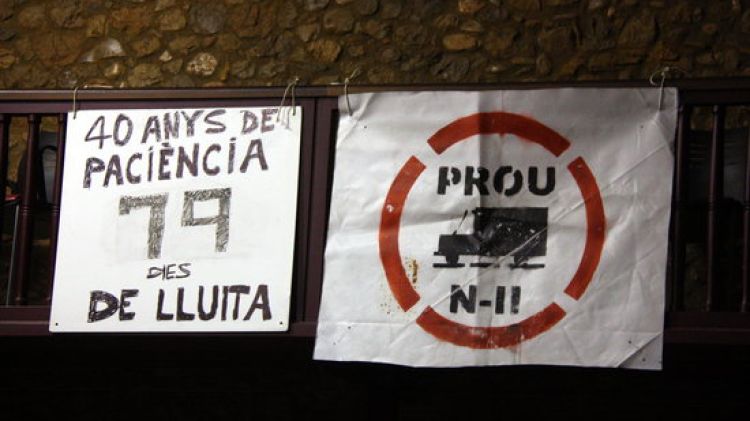 40 ANYS DE
PACIÈNCIA
79
DIES
DE LLUITA
PROU
N-II